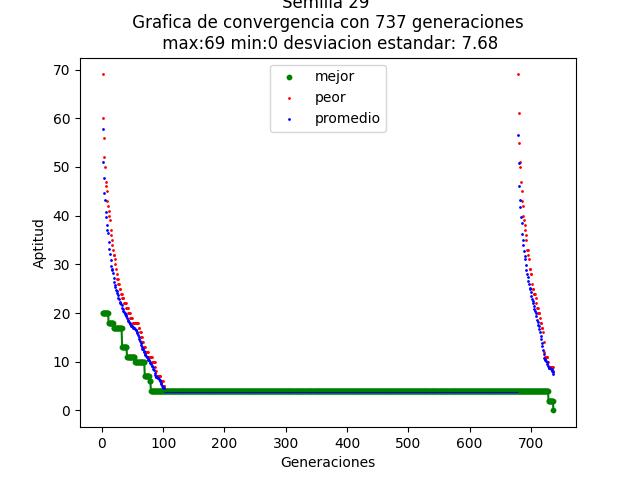 Semilla 29
Grafica de convergencia con 737 generaciones
max:69 min:0 desviacion estandar: 7.68
70
60
50
40
30
20
10
0
Aptitud
mejor
peor
promedio
0 100 200 300 400 500 600 700
Generaciones